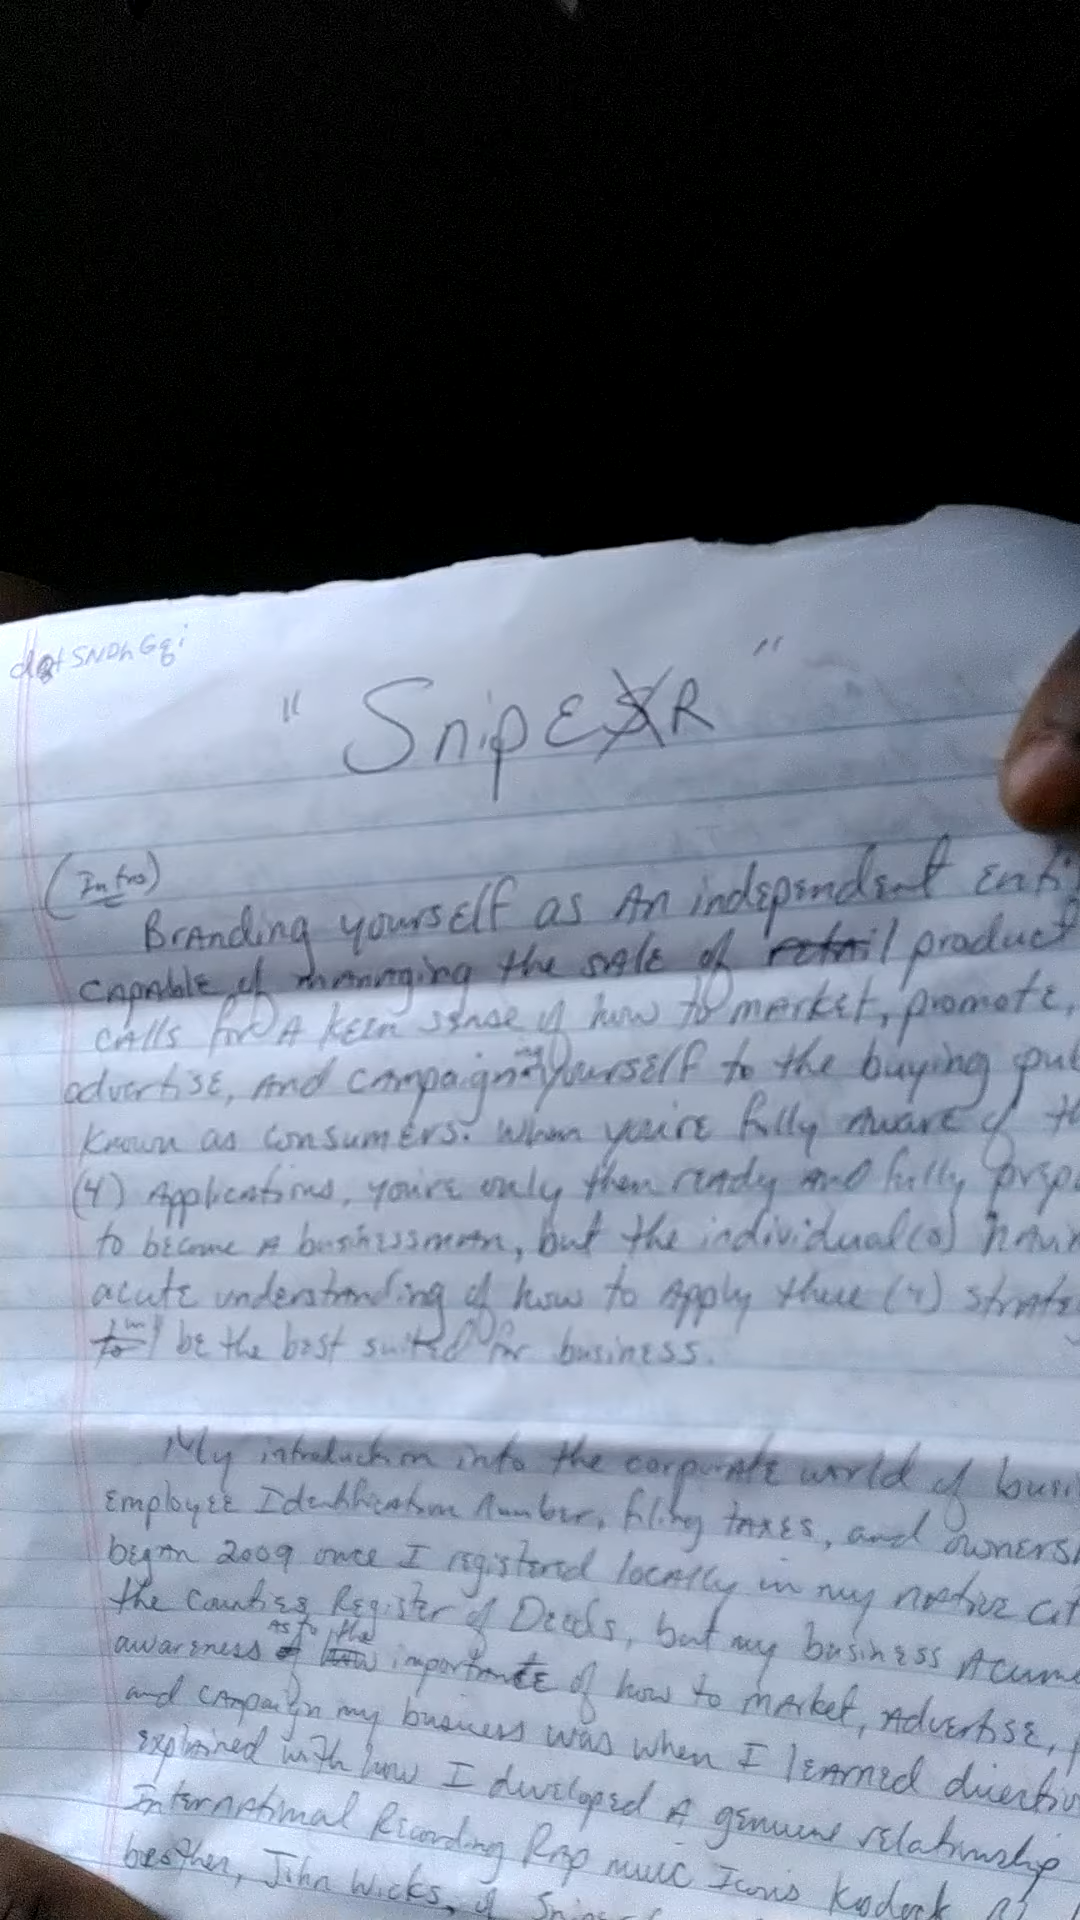 "SnipER"
(Intro)
Branding yourself as An independent
capable of managing the sale of retail product
calls for A keen sense of how to market, promote,
advertise, And campaigning yourself to the buying
known as consumers. When you're fully aware of
(4) Applications, you're only then ready and fully
to become A businessman, but the individual(s)
acute understanding of how to Apply these (4)
be the best suited for business.
My introduction into the corporate world of
Employee Identification Number, filing taxes, and
began 2009 once I registered locally in my native
the Counties Register of Deeds, but my business
awareness as to the importance of how to market, Advertise,
and campaign my business was when I learned
explained with how I developed A genuine relationship
International Recording Rap music Icons Kodack
brother, John Wicks, of